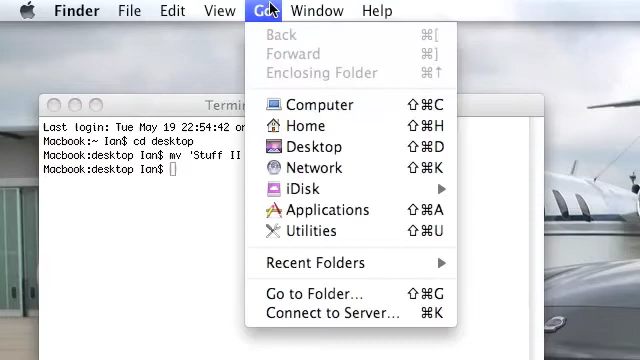 Finder File Edit View Go Window Help
Back ⌘[
Forward ⌘]
Enclosing Folder ⌘↑
Computer ⇧⌘C
Home ⇧⌘H
Desktop ⇧⌘D
Network ⇧⌘K
iDisk
Applications ⇧⌘A
Utilities ⇧⌘U
Recent Folders
Go to Folder... ⇧⌘G
Connect to Server... ⌘K
Last login: Tue May 19 22:54:42 on
Macbook:~ Ian$ cd desktop
Macbook:desktop Ian$ mv 'Stuff II
Macbook:desktop Ian$